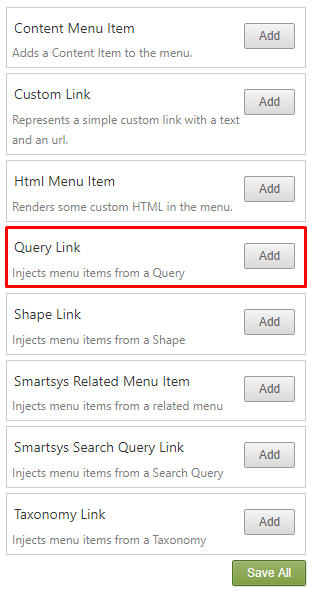 Content Menu Item
Add
Adds a Content Item to the menu.
Custom Link
Add
Represents a simple custom link with a text
and an url.
Html Menu Item
Add
Renders some custom HTML in the menu.
Query Link
Add
Injects menu items from a Query
Shape Link
Add
Injects menu items from a Shape
Smartsys Related Menu Item
Add
Injects menu items from a related menu
Smartsys Search Query Link
Add
Injects menu items from a Search Query
Taxonomy Link
Add
Injects menu items from a Taxonomy
Save All